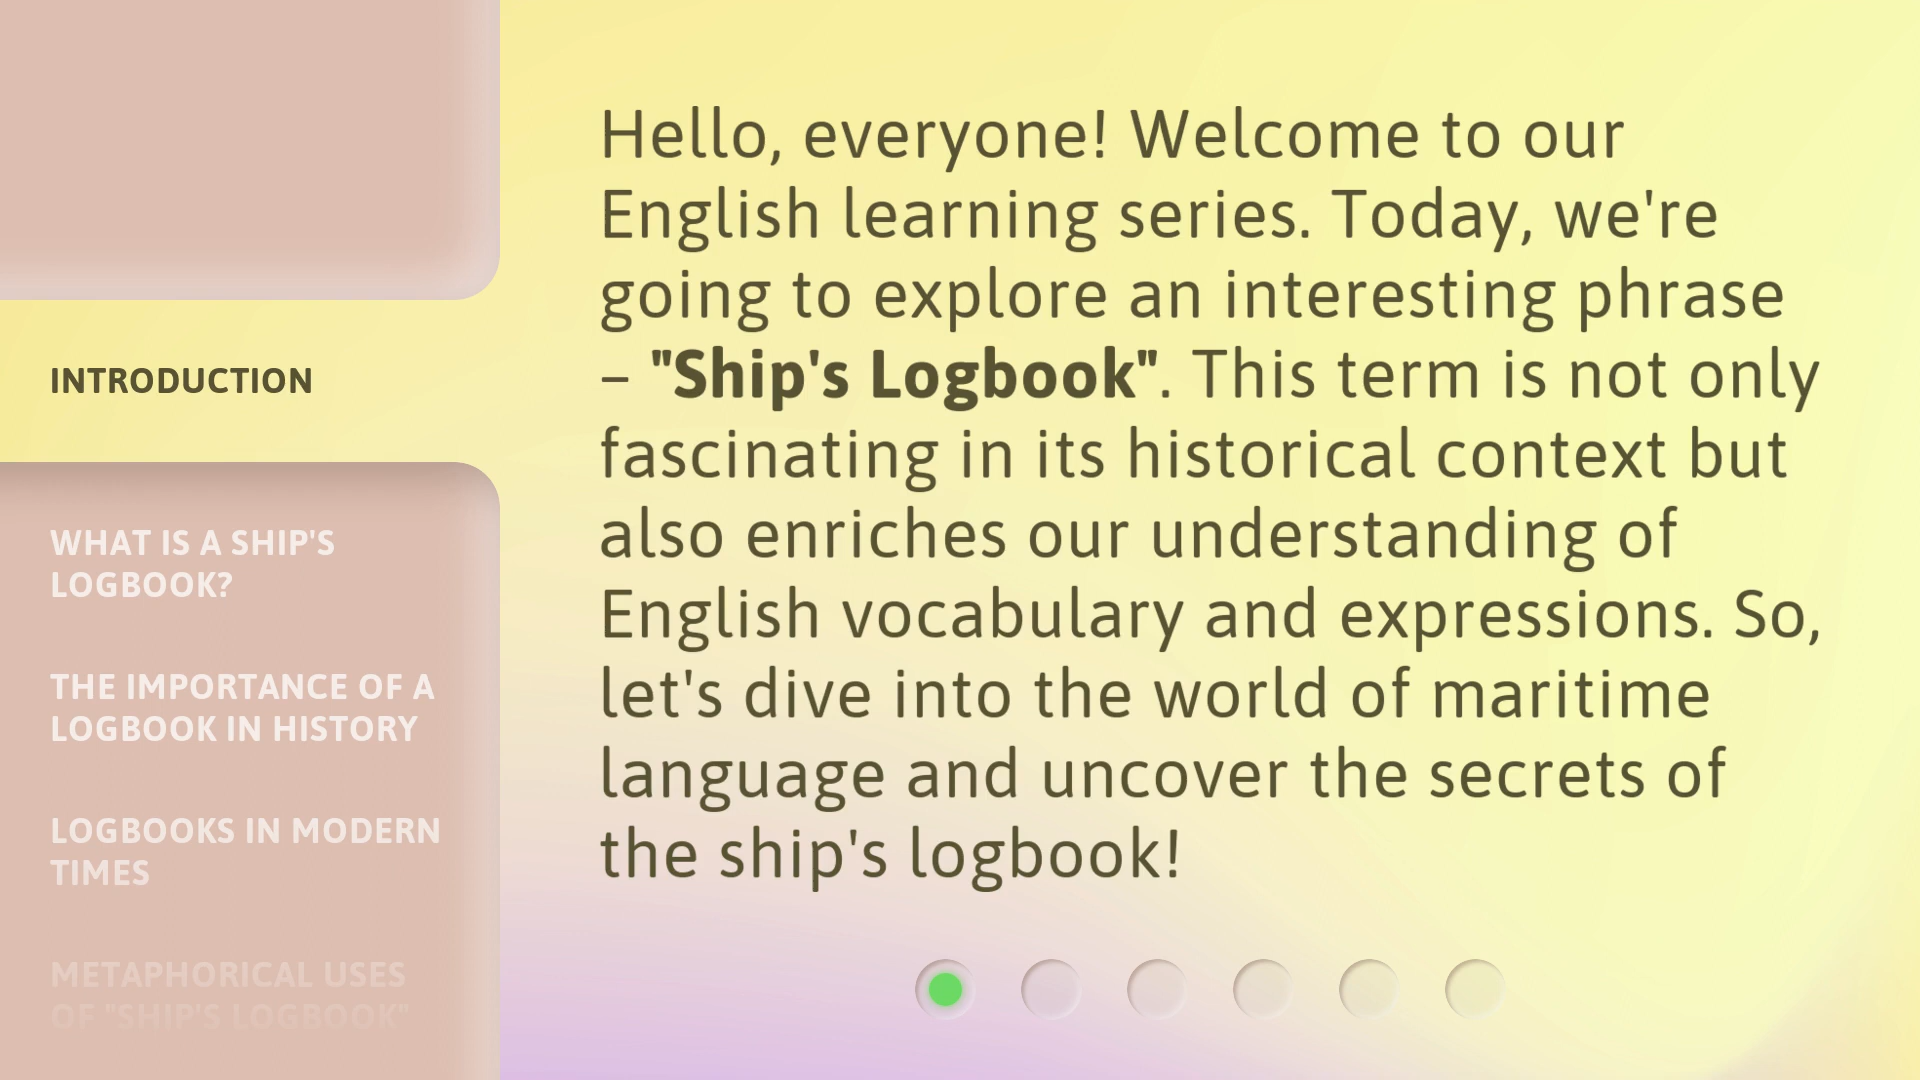 INTRODUCTION
WHAT IS A SHIP'S
LOGBOOK?
THE IMPORTANCE OF A
LOGBOOK IN HISTORY
LOGBOOKS IN MODERN
TIMES
METAPHORICAL USES
OF "SHIP'S LOGBOOK"
Hello, everyone! Welcome to our
English learning series. Today, we're
going to explore an interesting phrase
– "Ship's Logbook". This term is not only
fascinating in its historical context but
also enriches our understanding of
English vocabulary and expressions. So,
let's dive into the world of maritime
language and uncover the secrets of
the ship's logbook!